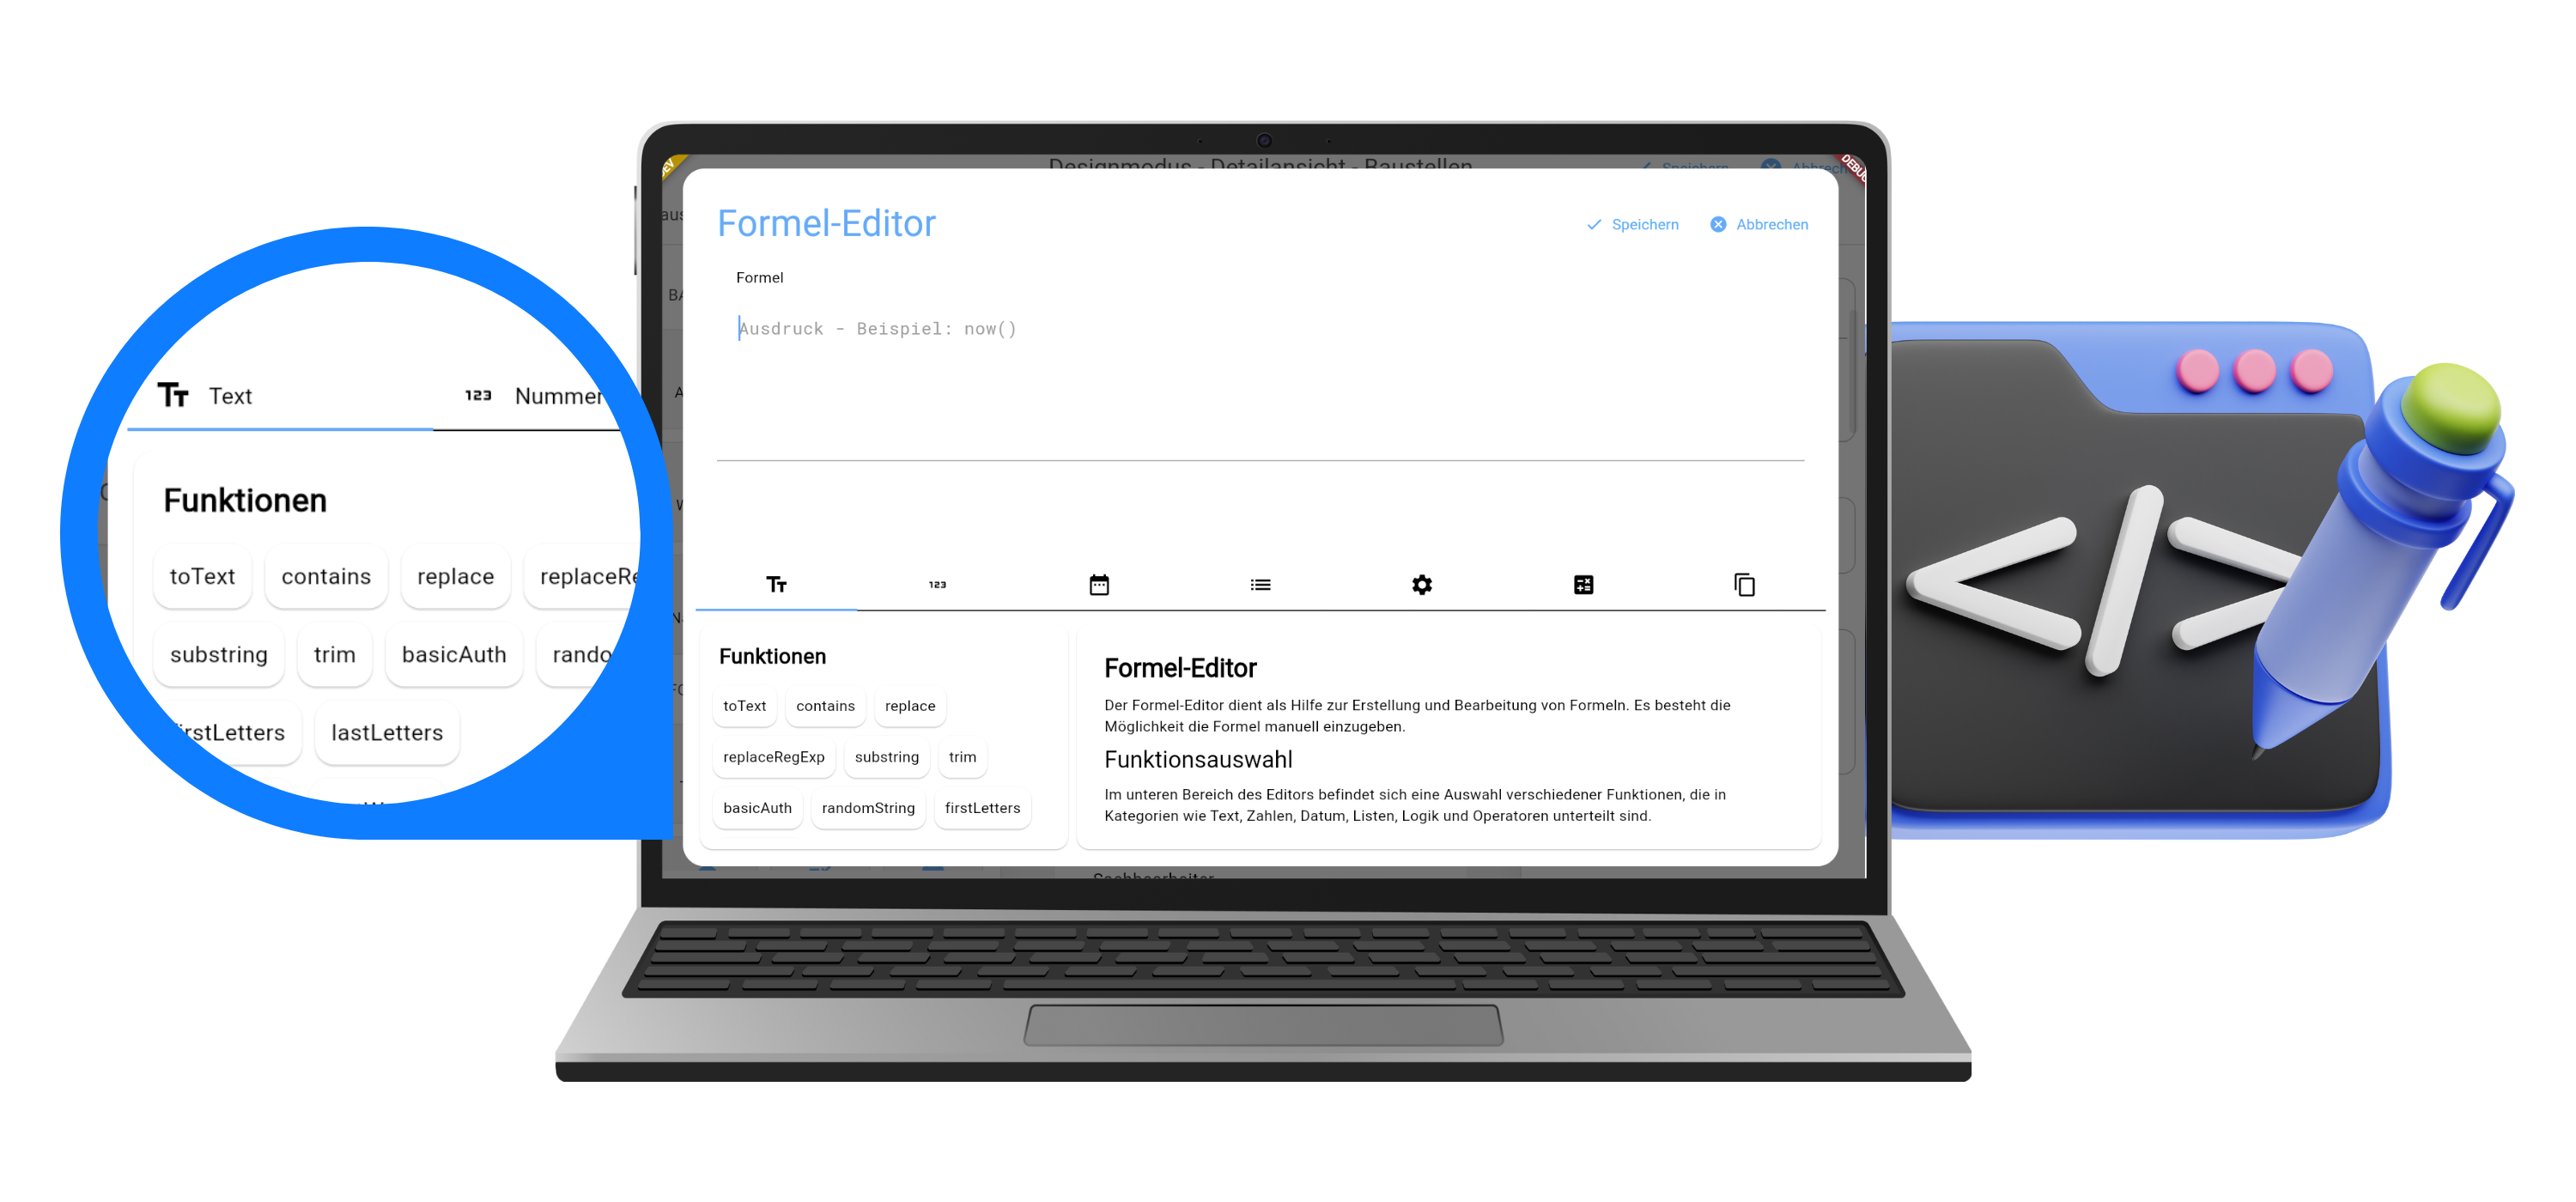 Designmodus - Detailansicht - Baustellen
Speichern
DEV
Formel-Editor
Speichern
Abbrechen
Formel
Ausdruck - Beispiel: now()
Text
123
Nummer
Funktionen
toText
contains
replace
substring
trim
basicAuth
lastLetters
123
Funktionen
toText
contains
replace
replaceRegExp
substring
trim
basicAuth
randomString
firstLetters
Formel-Editor
Der Formel-Editor dient als Hilfe zur Erstellung und Bearbeitung von Formeln. Es besteht die
Möglichkeit die Formel manuell einzugeben.
Funktionsauswahl
Im unteren Bereich des Editors befindet sich eine Auswahl verschiedener Funktionen, die in
Kategorien wie Text, Zahlen, Datum, Listen, Logik und Operatoren unterteilt sind.
</>